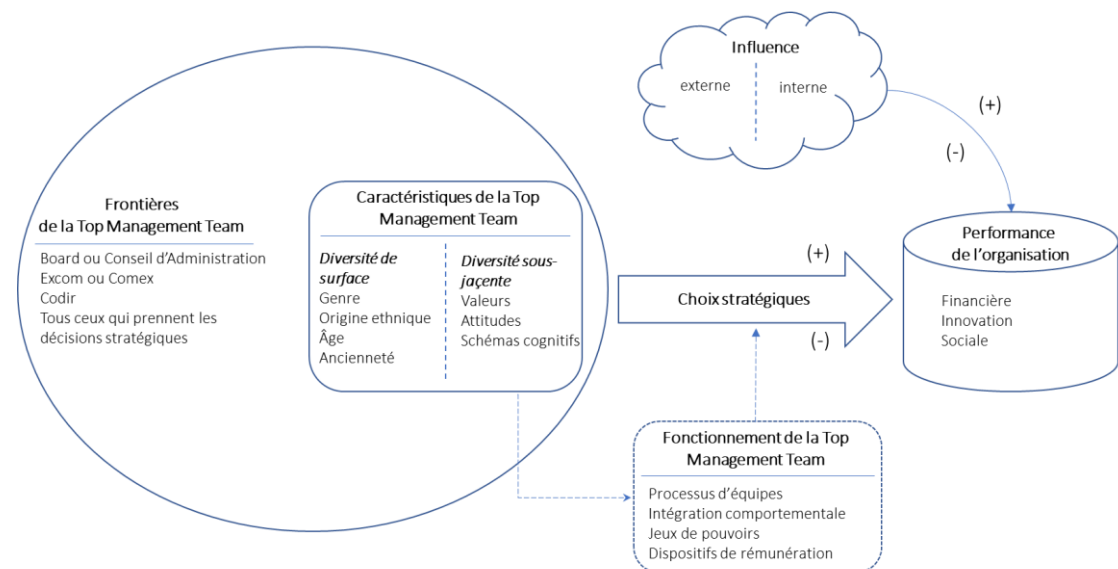 Influence
externe
interne
(+)
(-)
Frontières
de la Top Management Team
Board ou Conseil d'Administration
Excom ou Comex
Codir
Tous ceux qui prennent les
décisions stratégiques
Caractéristiques de la Top
Management Team
Diversité de
surface
Genre
Origine ethnique
Âge
Ancienneté
Diversité sous-
jaçente
Valeurs
Attitudes
Schémas cognitifs
(+)
Choix stratégiques
(-)
Performance
de l'organisation
Financière
Innovation
Sociale
Fonctionnement de la Top
Management Team
Processus d'équipes
Intégration comportementale
Jeux de pouvoirs
Dispositifs de rémunération